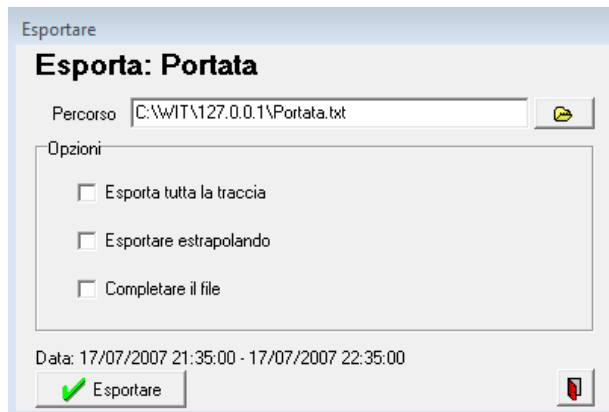 Esportare
Esporta: Portata
Percorso C:\WIT\127.0.0.1\Portata.txt
Opzioni
Esporta tutta la traccia
Esportare estrapolando
Completare il file
Data: 17/07/2007 21:35:00 - 17/07/2007 22:35:00
Esportare